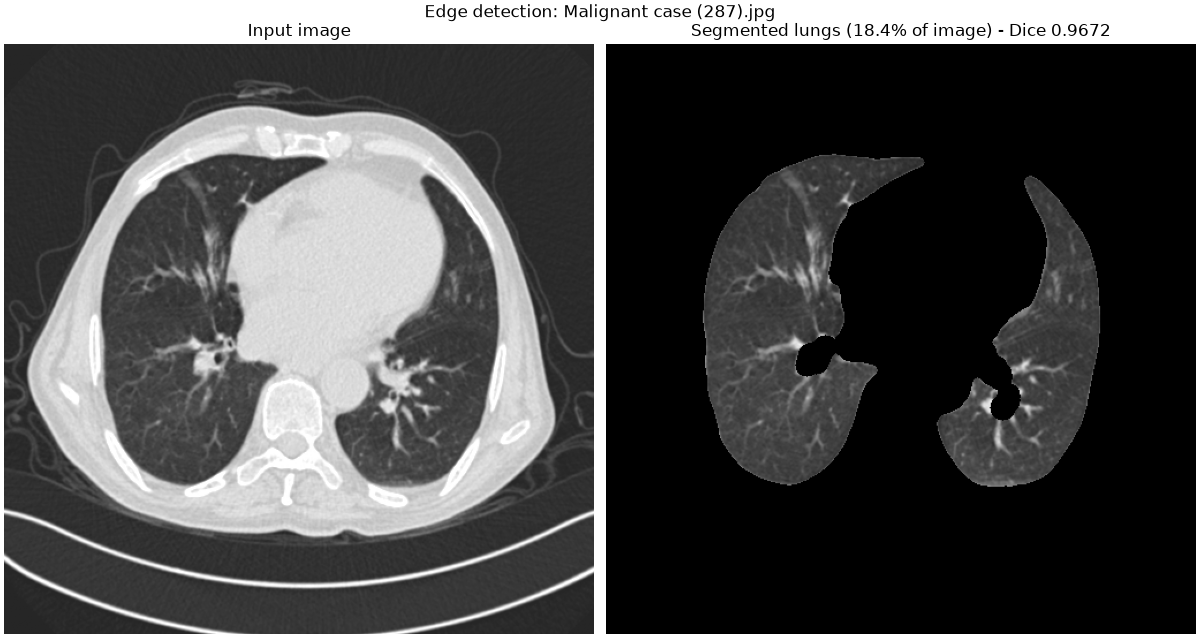 Edge detection: Malignant case (287).jpg
Input image
Segmented lungs (18.4% of image) - Dice 0.9672